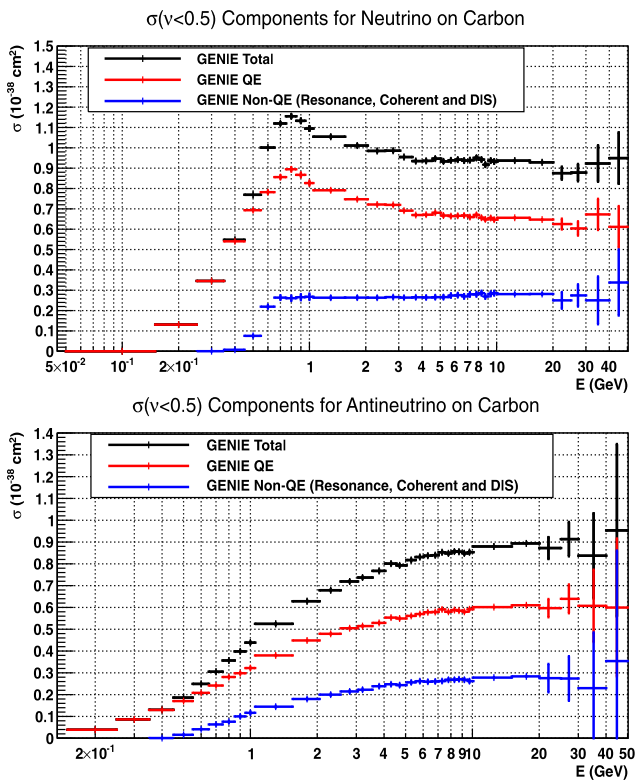 σ(ν<0.5) Components for Neutrino on Carbon
σ (10⁻³⁸ cm²)
GENIE Total
GENIE QE
GENIE Non-QE (Resonance, Coherent and DIS)
1.5
1.4
1.3
1.2
1.1
1
0.9
0.8
0.7
0.6
0.5
0.4
0.3
0.2
0.1
0
5×10⁻² 10⁻¹ 2×10⁻¹ 1 2 3 4 5 6 7 8 10 20 30 40
E (GeV)
σ(ν<0.5) Components for Antineutrino on Carbon
σ (10⁻³⁸ cm²)
GENIE Total
GENIE QE
GENIE Non-QE (Resonance, Coherent and DIS)
1.4
1.3
1.2
1.1
1
0.9
0.8
0.7
0.6
0.5
0.4
0.3
0.2
0.1
0
2×10⁻¹ 1 2 3 4 5 6 7 8 9 10 20 30 40 50
E (GeV)